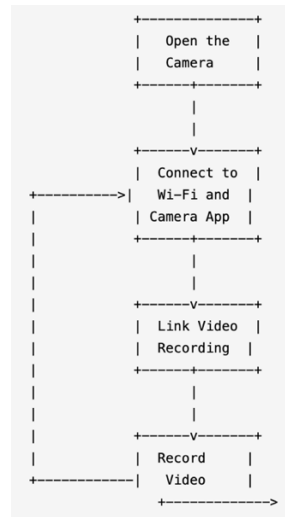 Open the
Camera
Connect to
Wi-Fi and
Camera App
Link Video
Recording
Record
Video